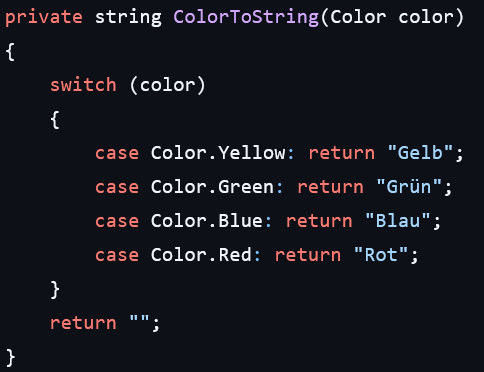 private string ColorToString(Color color)
{
    switch (color)
    {
        case Color.Yellow: return "Gelb";
        case Color.Green: return "Grün";
        case Color.Blue: return "Blau";
        case Color.Red: return "Rot";
    }
    return "";
}